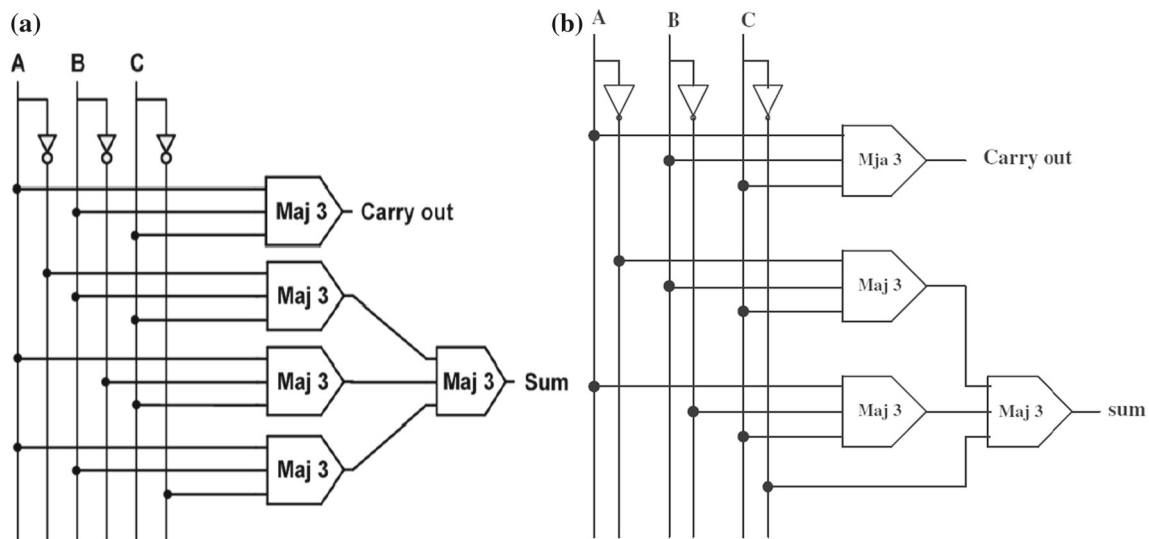 (a)
A B C
Maj 3 Carry out
Maj 3
Maj 3 Maj 3 Sum
Maj 3
(b)
A B C
Mja 3 Carry out
Maj 3
Maj 3 Maj 3 sum